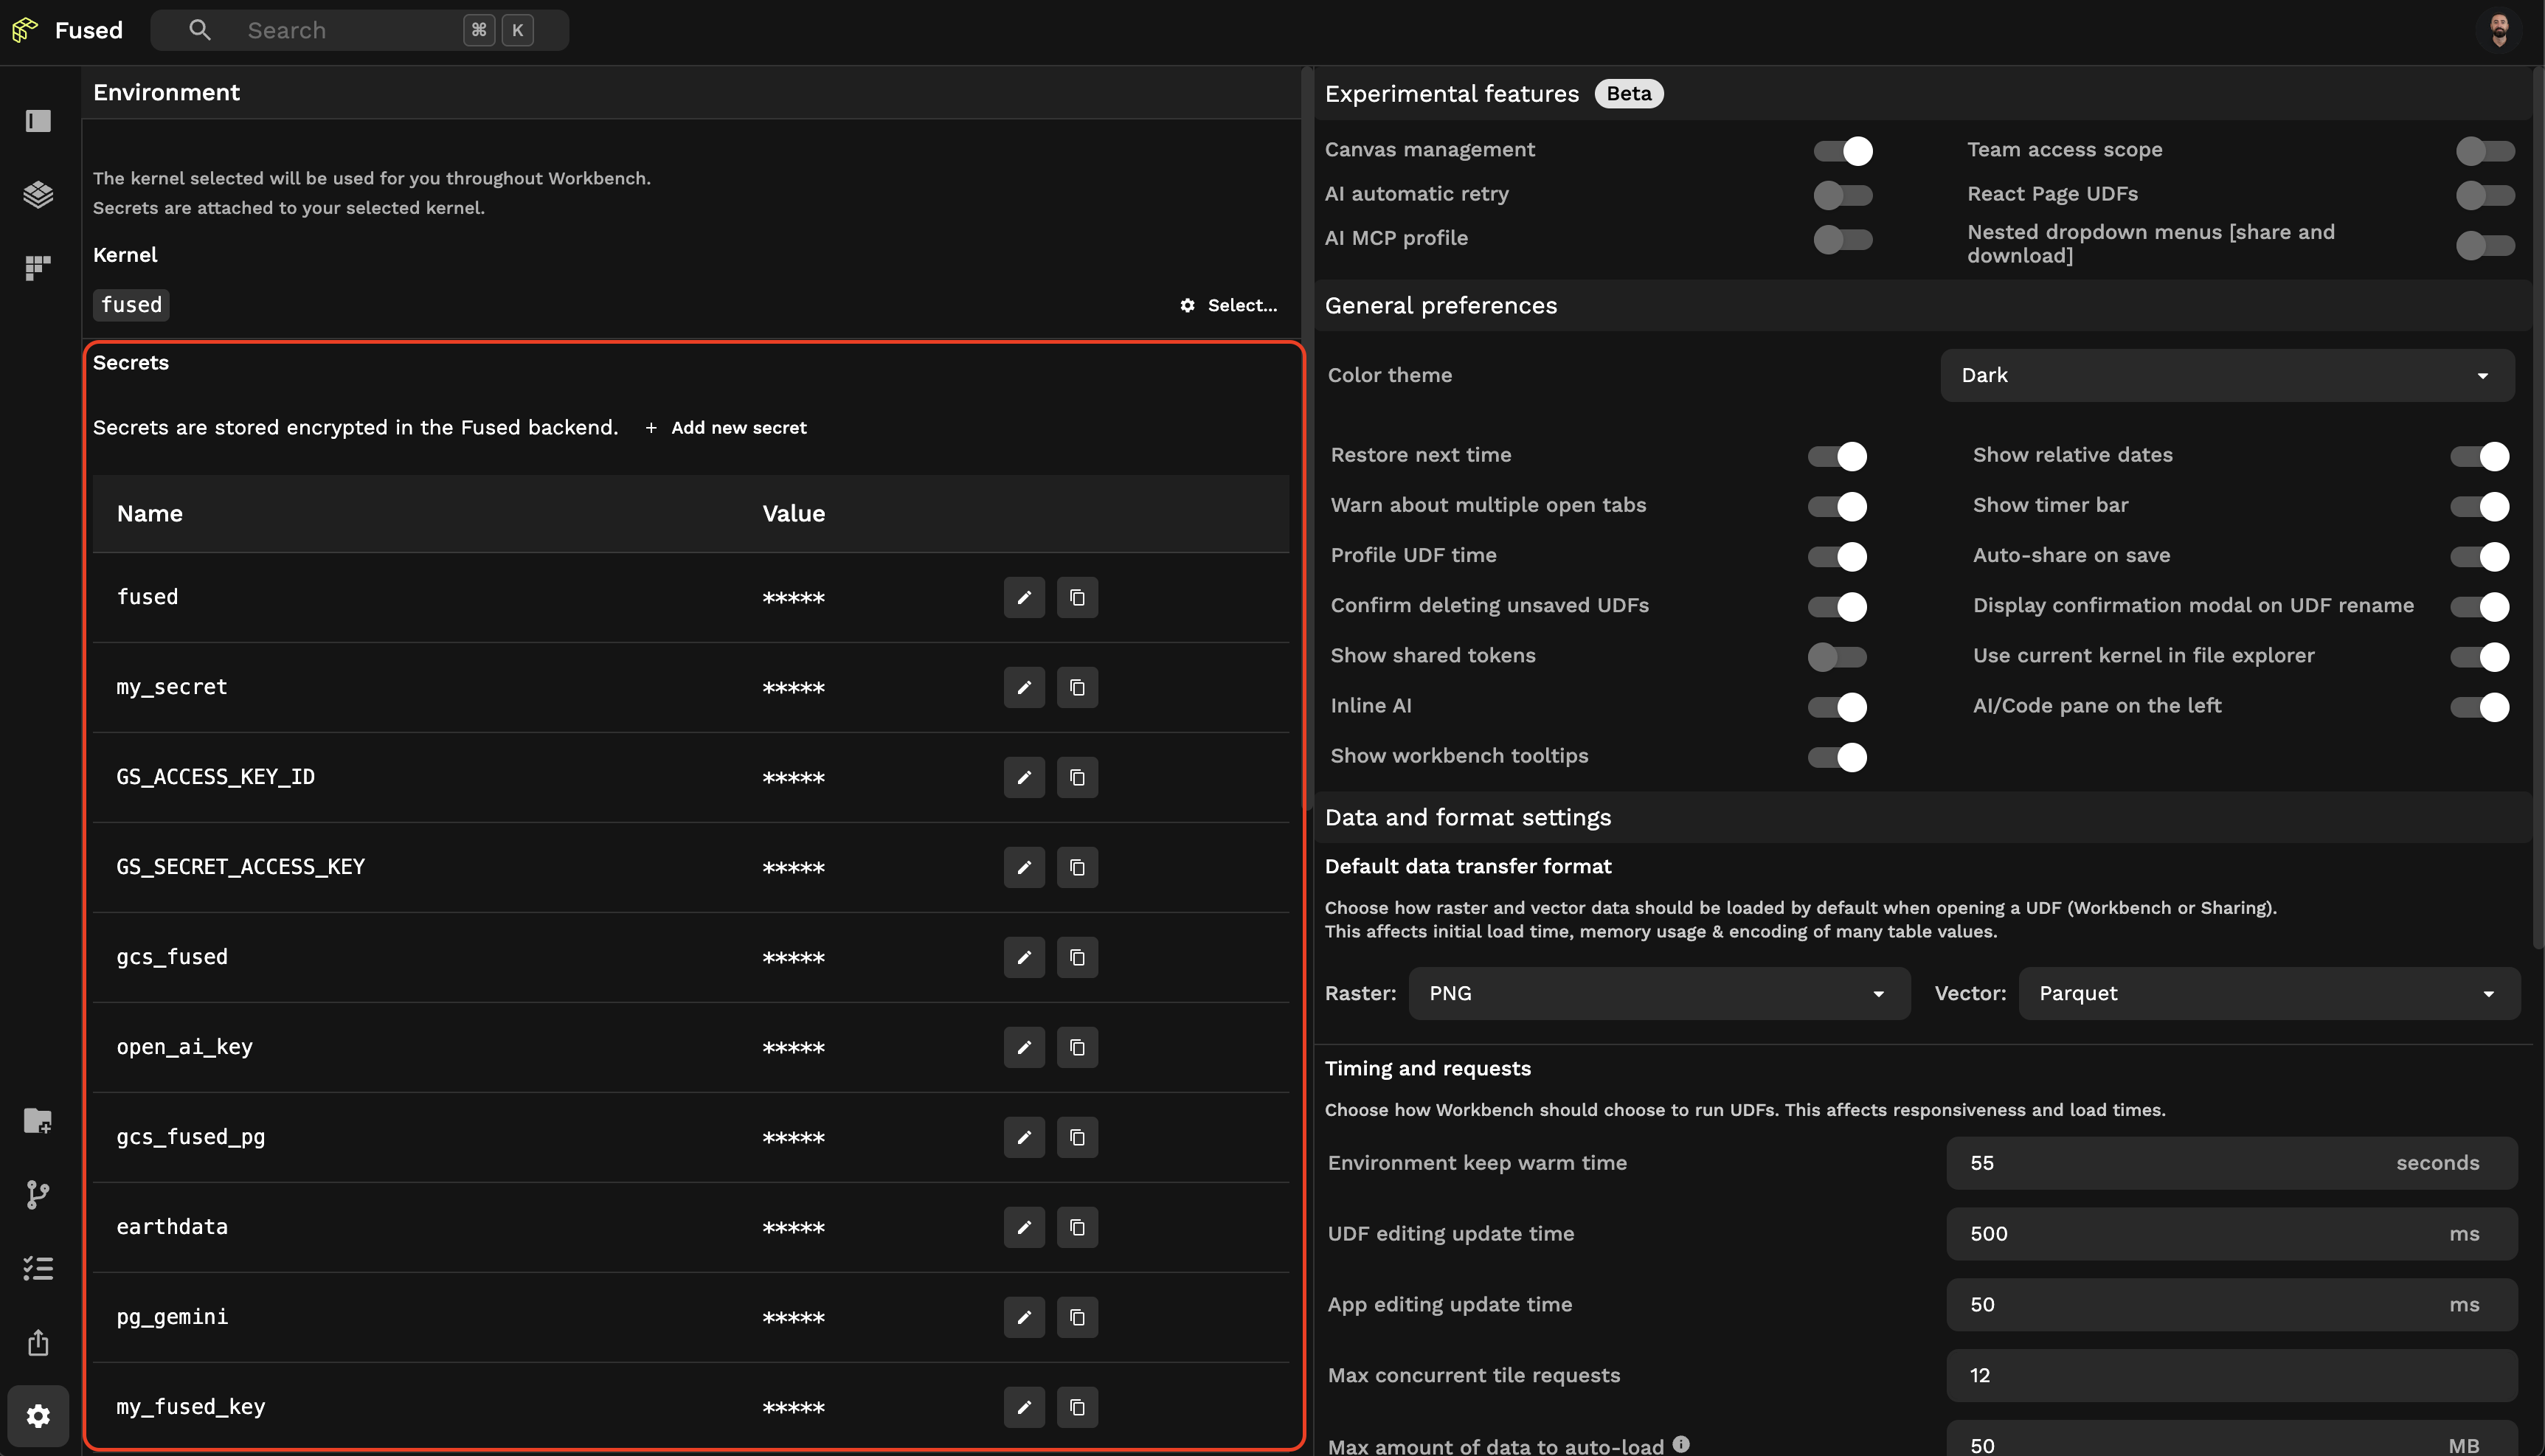 Fused
Search
⌘ K
Environment
The kernel selected will be used for you throughout Workbench.
Secrets are attached to your selected kernel.
Kernel
fused
Select...
Secrets
Secrets are stored encrypted in the Fused backend.
+ Add new secret
Name Value
fused *****
my_secret *****
GS_ACCESS_KEY_ID *****
GS_SECRET_ACCESS_KEY *****
gcs_fused *****
open_ai_key *****
gcs_fused_pg *****
earthdata *****
pg_gemini *****
my_fused_key *****
Experimental features Beta
Canvas management
Team access scope
AI automatic retry
React Page UDFs
AI MCP profile
Nested dropdown menus [share and
download]
General preferences
Color theme
Dark
Restore next time
Show relative dates
Warn about multiple open tabs
Show timer bar
Profile UDF time
Auto-share on save
Confirm deleting unsaved UDFs
Display confirmation modal on UDF rename
Show shared tokens
Use current kernel in file explorer
Inline AI
AI/Code pane on the left
Show workbench tooltips
Data and format settings
Default data transfer format
Choose how raster and vector data should be loaded by default when opening a UDF (Workbench or Sharing).
This affects initial load time, memory usage & encoding of many table values.
Raster: PNG
Vector: Parquet
Timing and requests
Choose how Workbench should choose to run UDFs. This affects responsiveness and load times.
Environment keep warm time 55 seconds
UDF editing update time 500 ms
App editing update time 50 ms
Max concurrent tile requests 12
Max amount of data to auto-load 50 MB